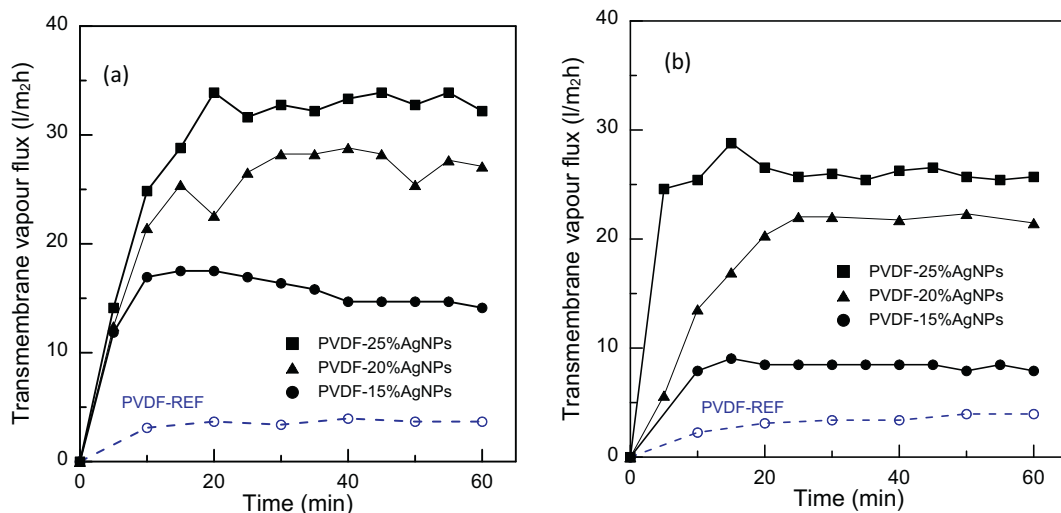 (a)
Transmembrane vapour flux (l/m2h)
40
30
20
10
0
PVDF-25%AgNPs
PVDF-20%AgNPs
PVDF-15%AgNPs
PVDF-REF
0 20 40 60
Time (min)
(b)
Transmembrane vapour flux (l/m2h)
40
30
20
10
0
PVDF-25%AgNPs
PVDF-20%AgNPs
PVDF-15%AgNPs
PVDF-REF
0 20 40 60
Time (min)